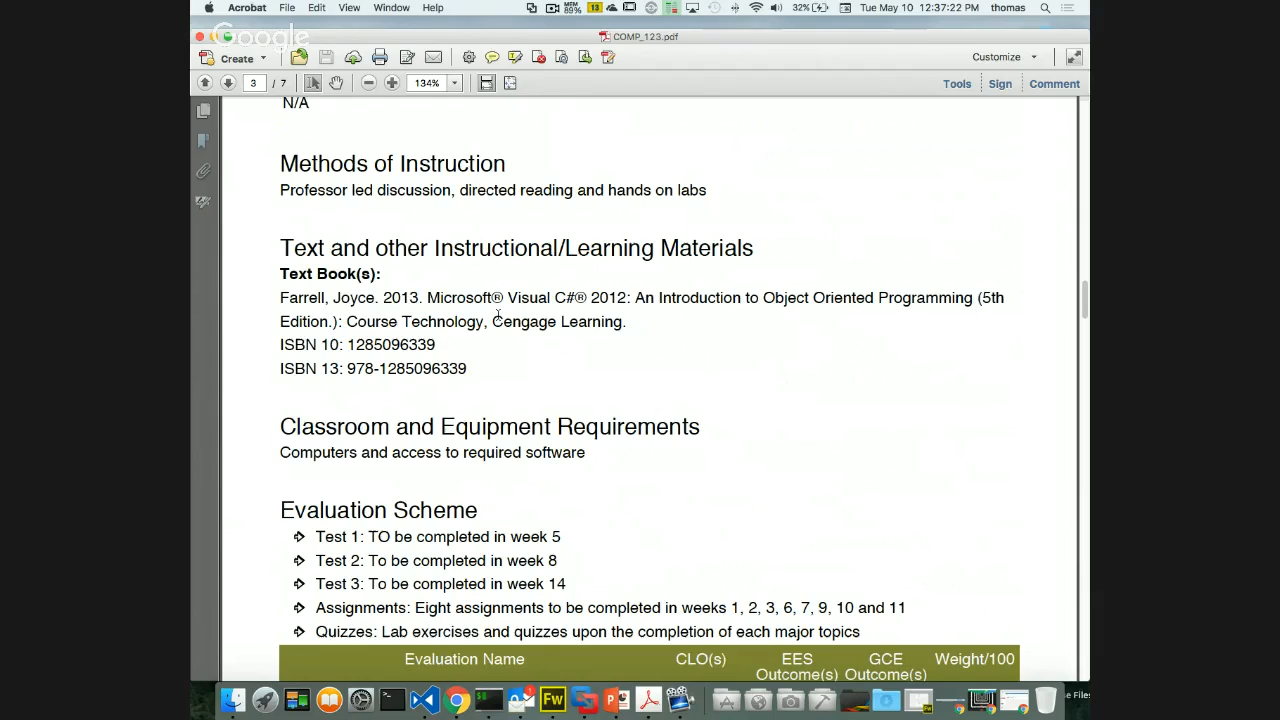 Acrobat File Edit View Window Help MEM 89% 13 32% Tue May 10 12:37:22 PM thomas
Google
COMP_123.pdf
Create Customize
3 / 7 134% Tools Sign Comment
N/A
Methods of Instruction
Professor led discussion, directed reading and hands on labs
Text and other Instructional/Learning Materials
Text Book(s):
Farrell, Joyce. 2013. Microsoft® Visual C#® 2012: An Introduction to Object Oriented Programming (5th
Edition.): Course Technology, Cengage Learning.
ISBN 10: 1285096339
ISBN 13: 978-1285096339
Classroom and Equipment Requirements
Computers and access to required software
Evaluation Scheme
Test 1: TO be completed in week 5
Test 2: To be completed in week 8
Test 3: To be completed in week 14
Assignments: Eight assignments to be completed in weeks 1, 2, 3, 6, 7, 9, 10 and 11
Quizzes: Lab exercises and quizzes upon the completion of each major topics
Evaluation Name CLO(s) EES GCE Weight/100
Outcome(s) Outcome(s)
Fw
e Files